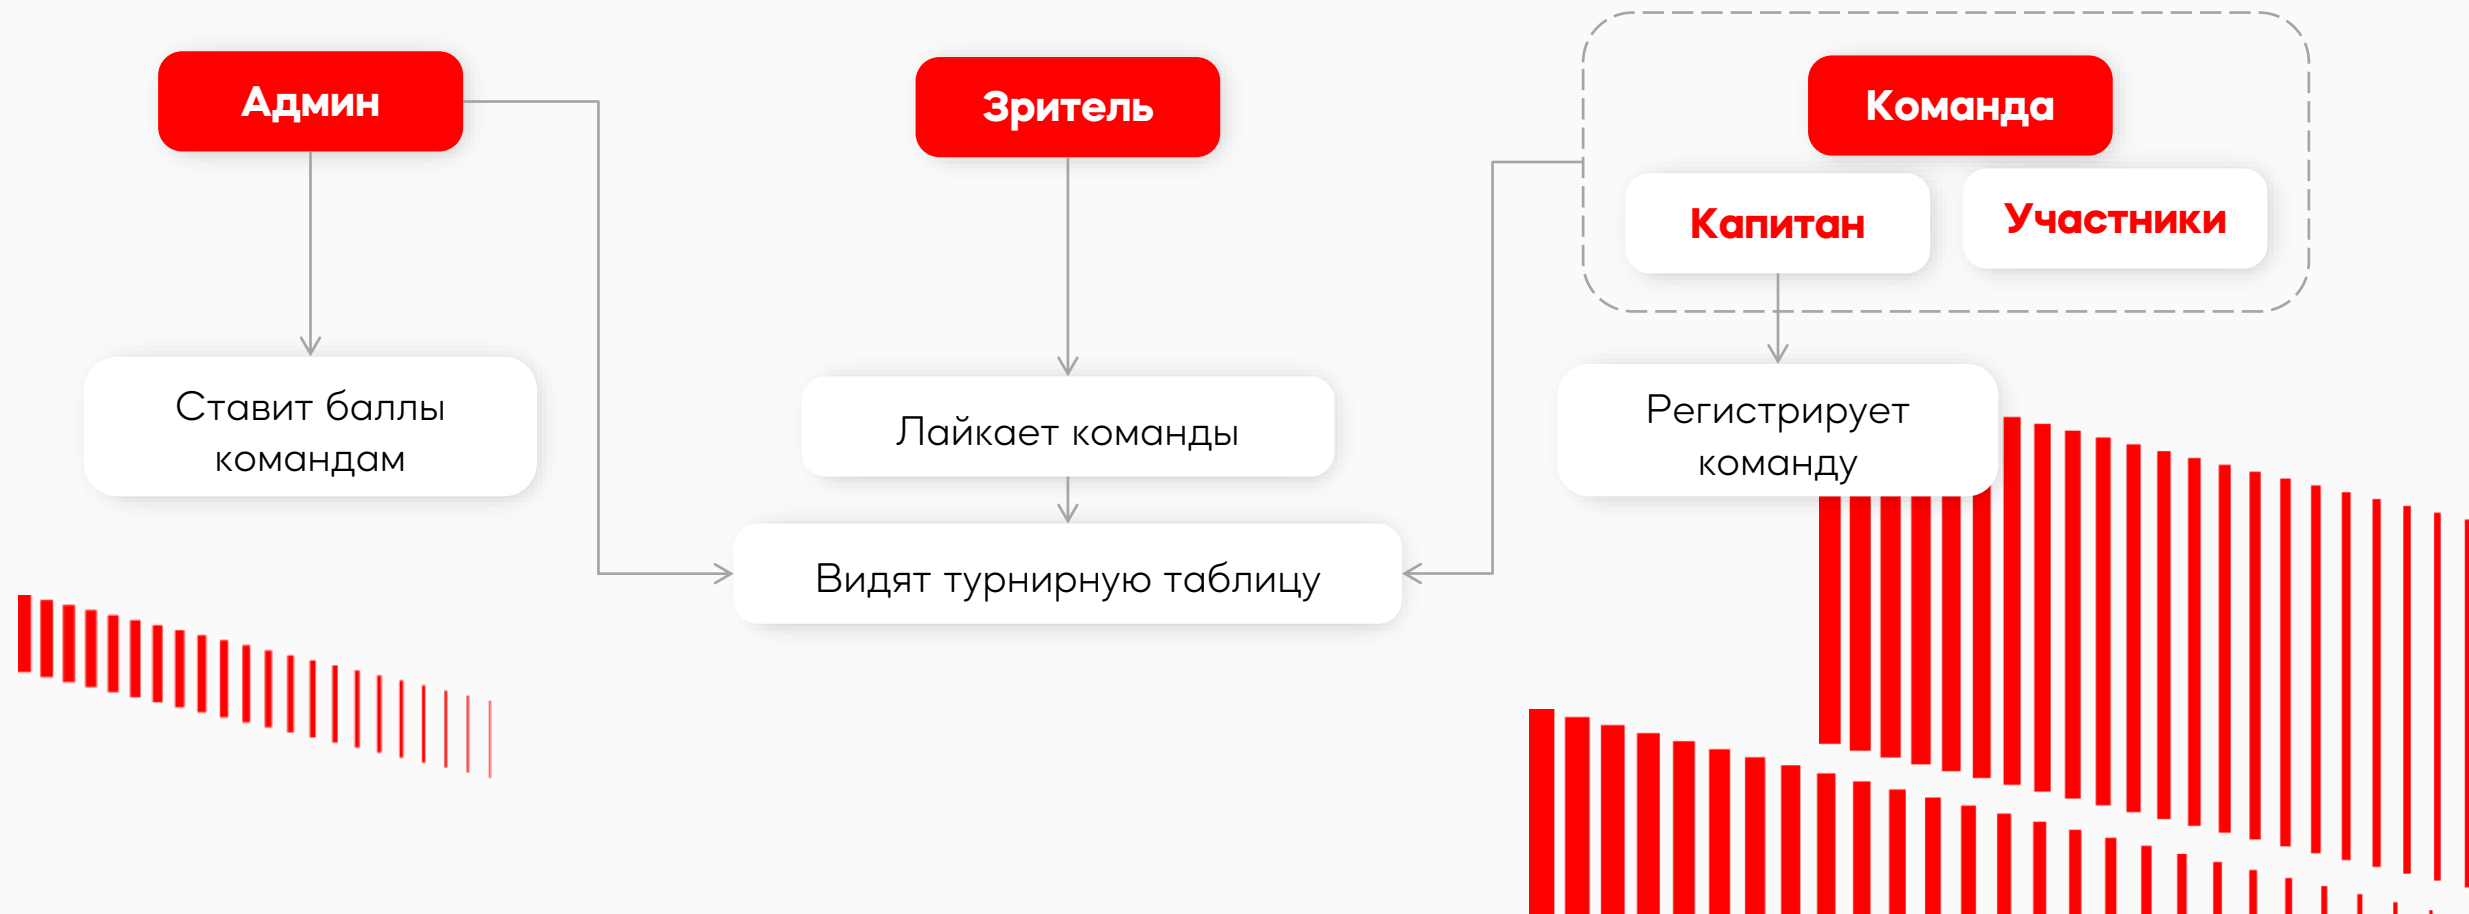 Админ
Зритель
Команда
Капитан
Участники
Ставит баллы
командам
Лайкает команды
Регистрирует
команду
Видят турнирную таблицу